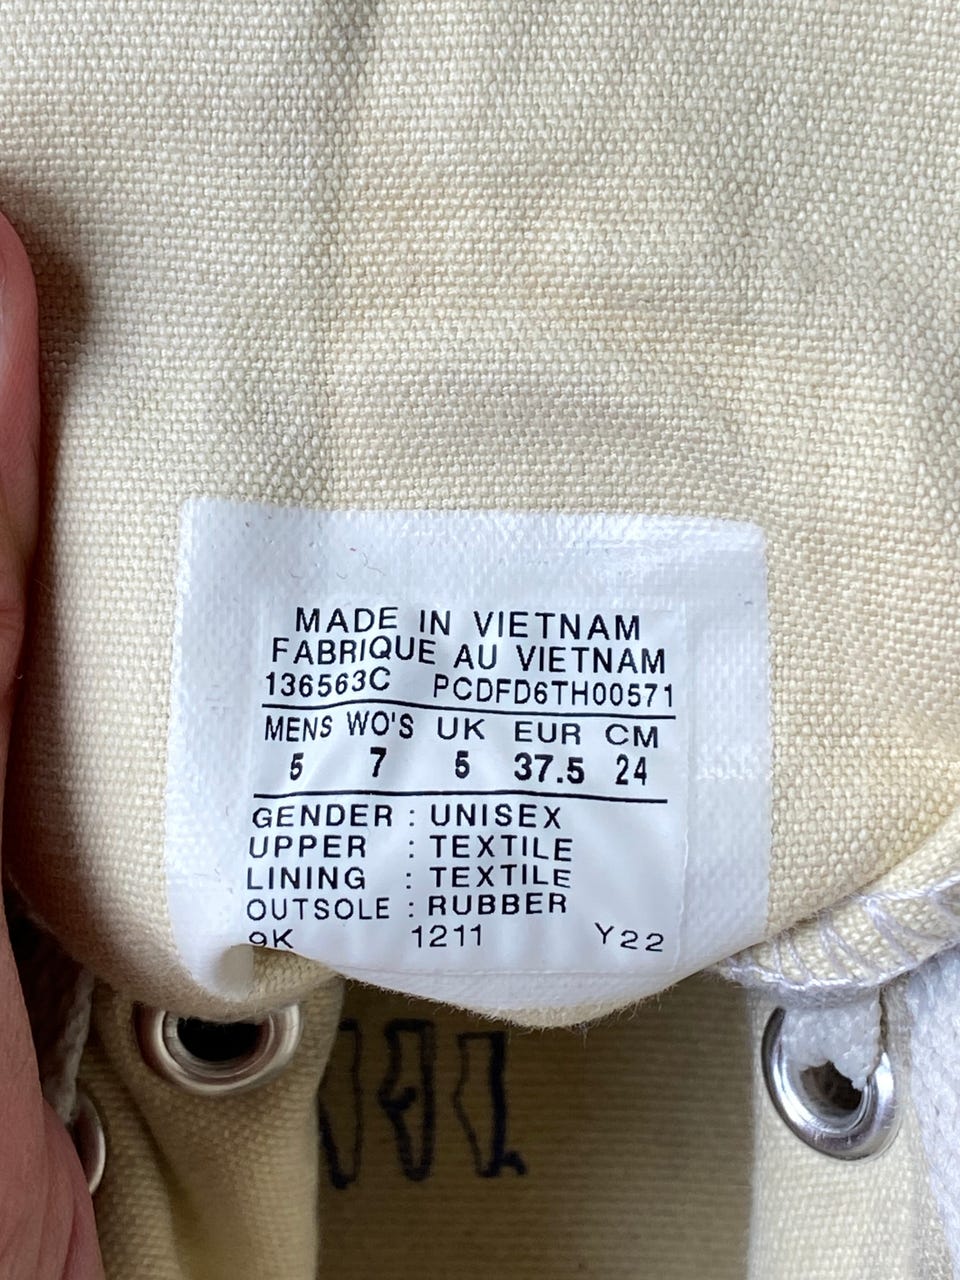 MADE IN VIETNAM
FABRIQUE AU VIETNAM
136563C PCDFD6TH00571
MENS WO'S UK EUR CM
5 7 5 37.5 24
GENDER : UNISEX
UPPER : TEXTILE
LINING : TEXTILE
OUTSOLE : RUBBER
9K 1211 Y22